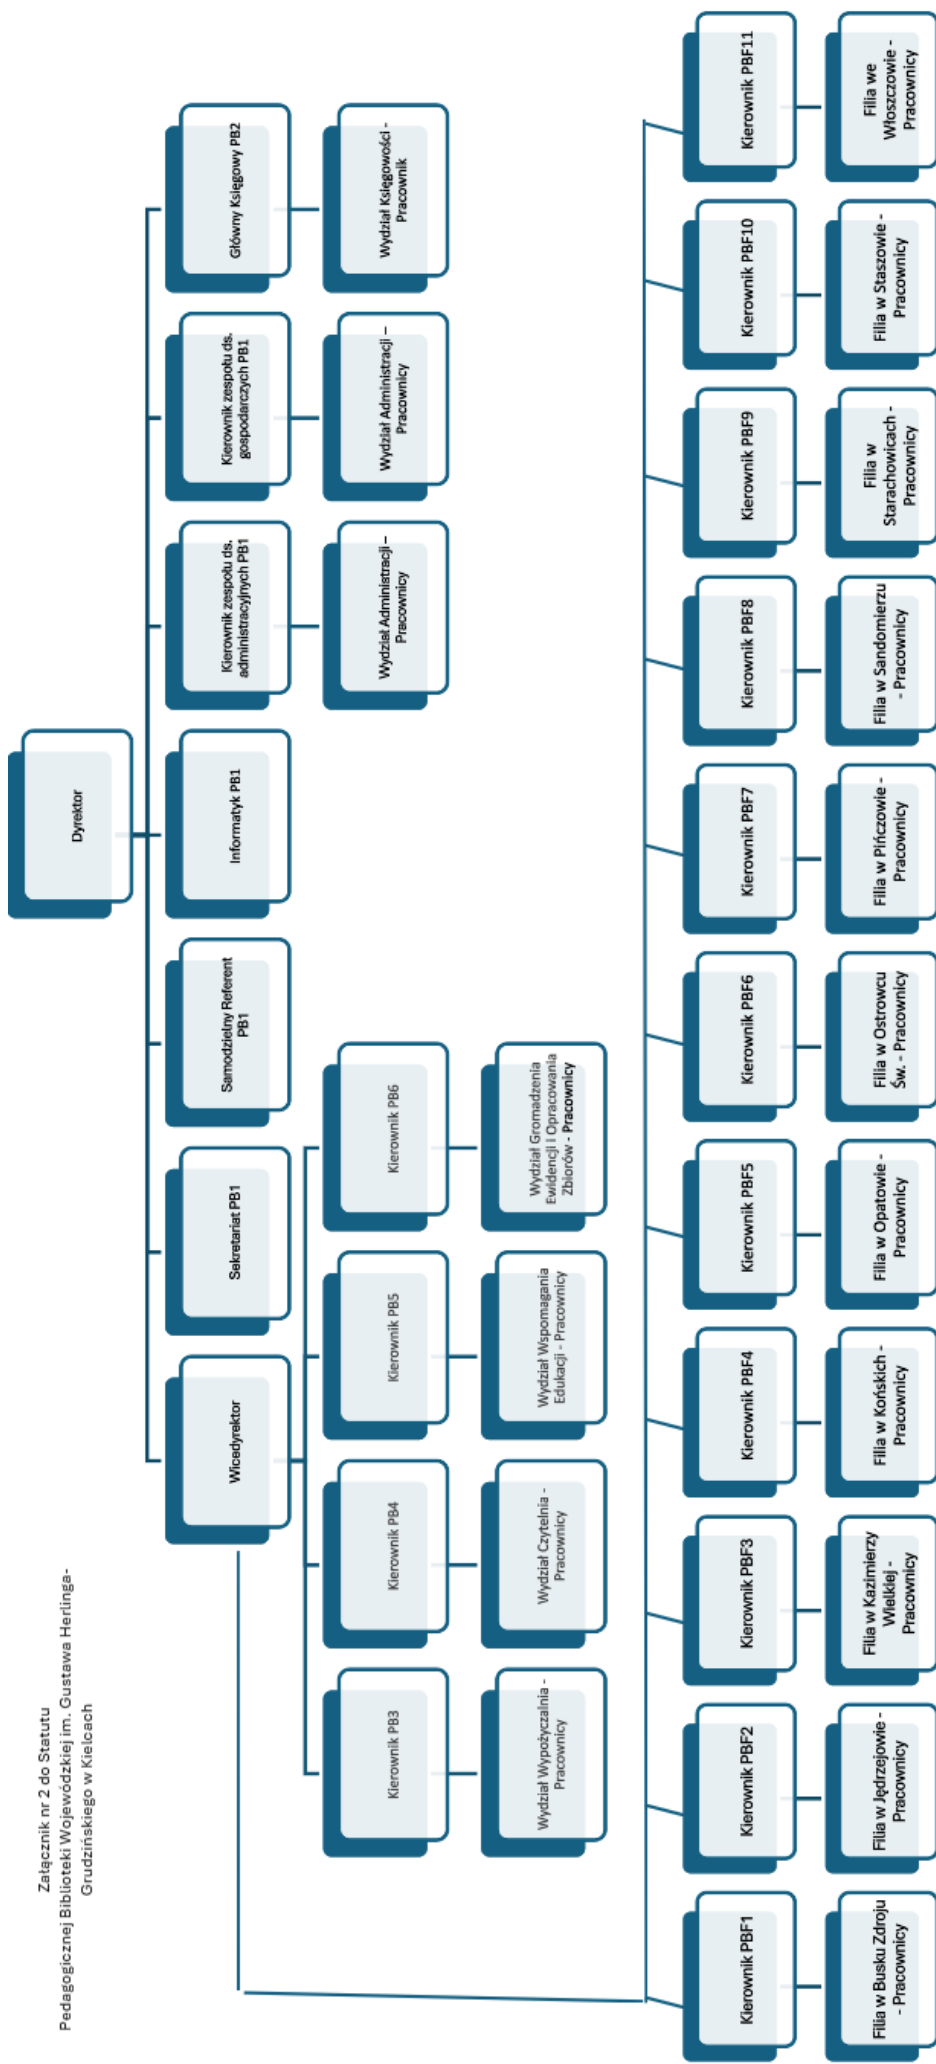 Załącznik nr 2 do Statutu
Pedagogicznej Biblioteki Wojewódzkiej im. Gustawa Herlinga-
Grudzińskiego w Kielcach
Dyrektor
Wicedyrektor
Sekretariat PB1
Samodzielny Referent
PB1
Informatyk PB1
Kierownik zespołu ds.
administracyjnych PB1
Kierownik zespołu ds.
gospodarczych PB1
Główny Księgowy PB2
Kierownik PB3
Kierownik PB4
Kierownik PB5
Kierownik PB6
Wydział Administracji –
Pracownicy
Wydział Administracji –
Pracownicy
Wydział Księgowości -
Pracownik
Wydział Wypożyczalnia -
Pracownicy
Wydział Czytelnia -
Pracownicy
Wydział Wspomagania
Edukacji - Pracownicy
Wydział Gromadzenia
Ewidencji i Opracowania
Zbiorów - Pracownicy
Kierownik PBF1
Kierownik PBF2
Kierownik PBF3
Kierownik PBF4
Kierownik PBF5
Kierownik PBF6
Kierownik PBF7
Kierownik PBF8
Kierownik PBF9
Kierownik PBF10
Kierownik PBF11
Filia w Busku Zdroju
- Pracownicy
Filia w Jędrzejowie -
Pracownicy
Filia w Kazimierzy
Wielkiej -
Pracownicy
Filia w Końskich -
Pracownicy
Filia w Opatowie -
Pracownicy
Filia w Ostrowcu
Św. - Pracownicy
Filia w Pińczowie -
Pracownicy
Filia w Sandomierzu
- Pracownicy
Filia w
Starachowicach -
Pracownicy
Filia w Staszowie -
Pracownicy
Filia we
Włoszczowie -
Pracownicy